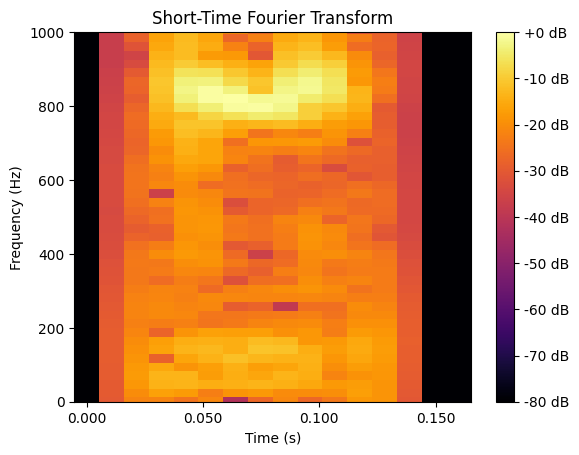 Short-Time Fourier Transform
Frequency (Hz)
1000
800
600
400
200
0
0.000
0.050
0.100
0.150
Time (s)
+0 dB
-10 dB
-20 dB
-30 dB
-40 dB
-50 dB
-60 dB
-70 dB
-80 dB